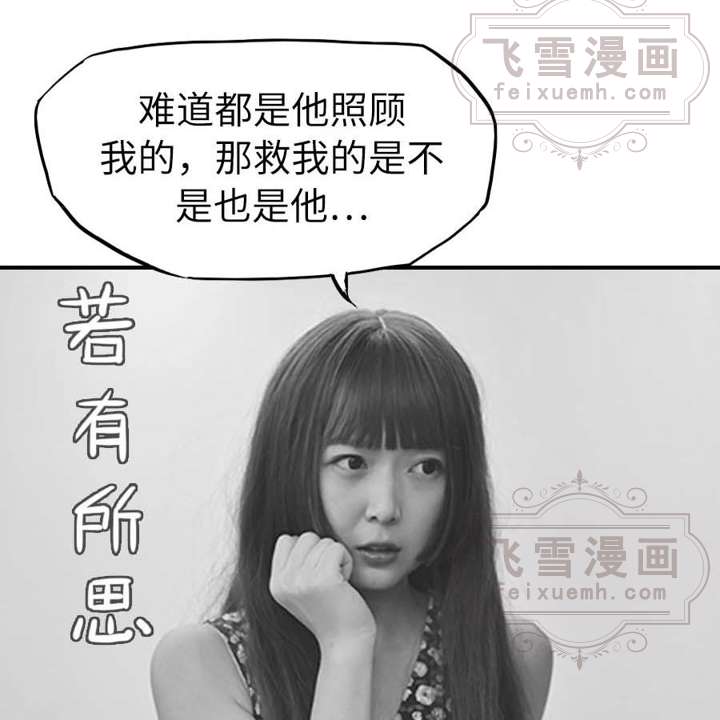 飞雪漫画
feixuemh.com
难道都是他照顾
我的，那救我的是不
是也是他...
若有所思
飞雪漫画
feixuemh.com